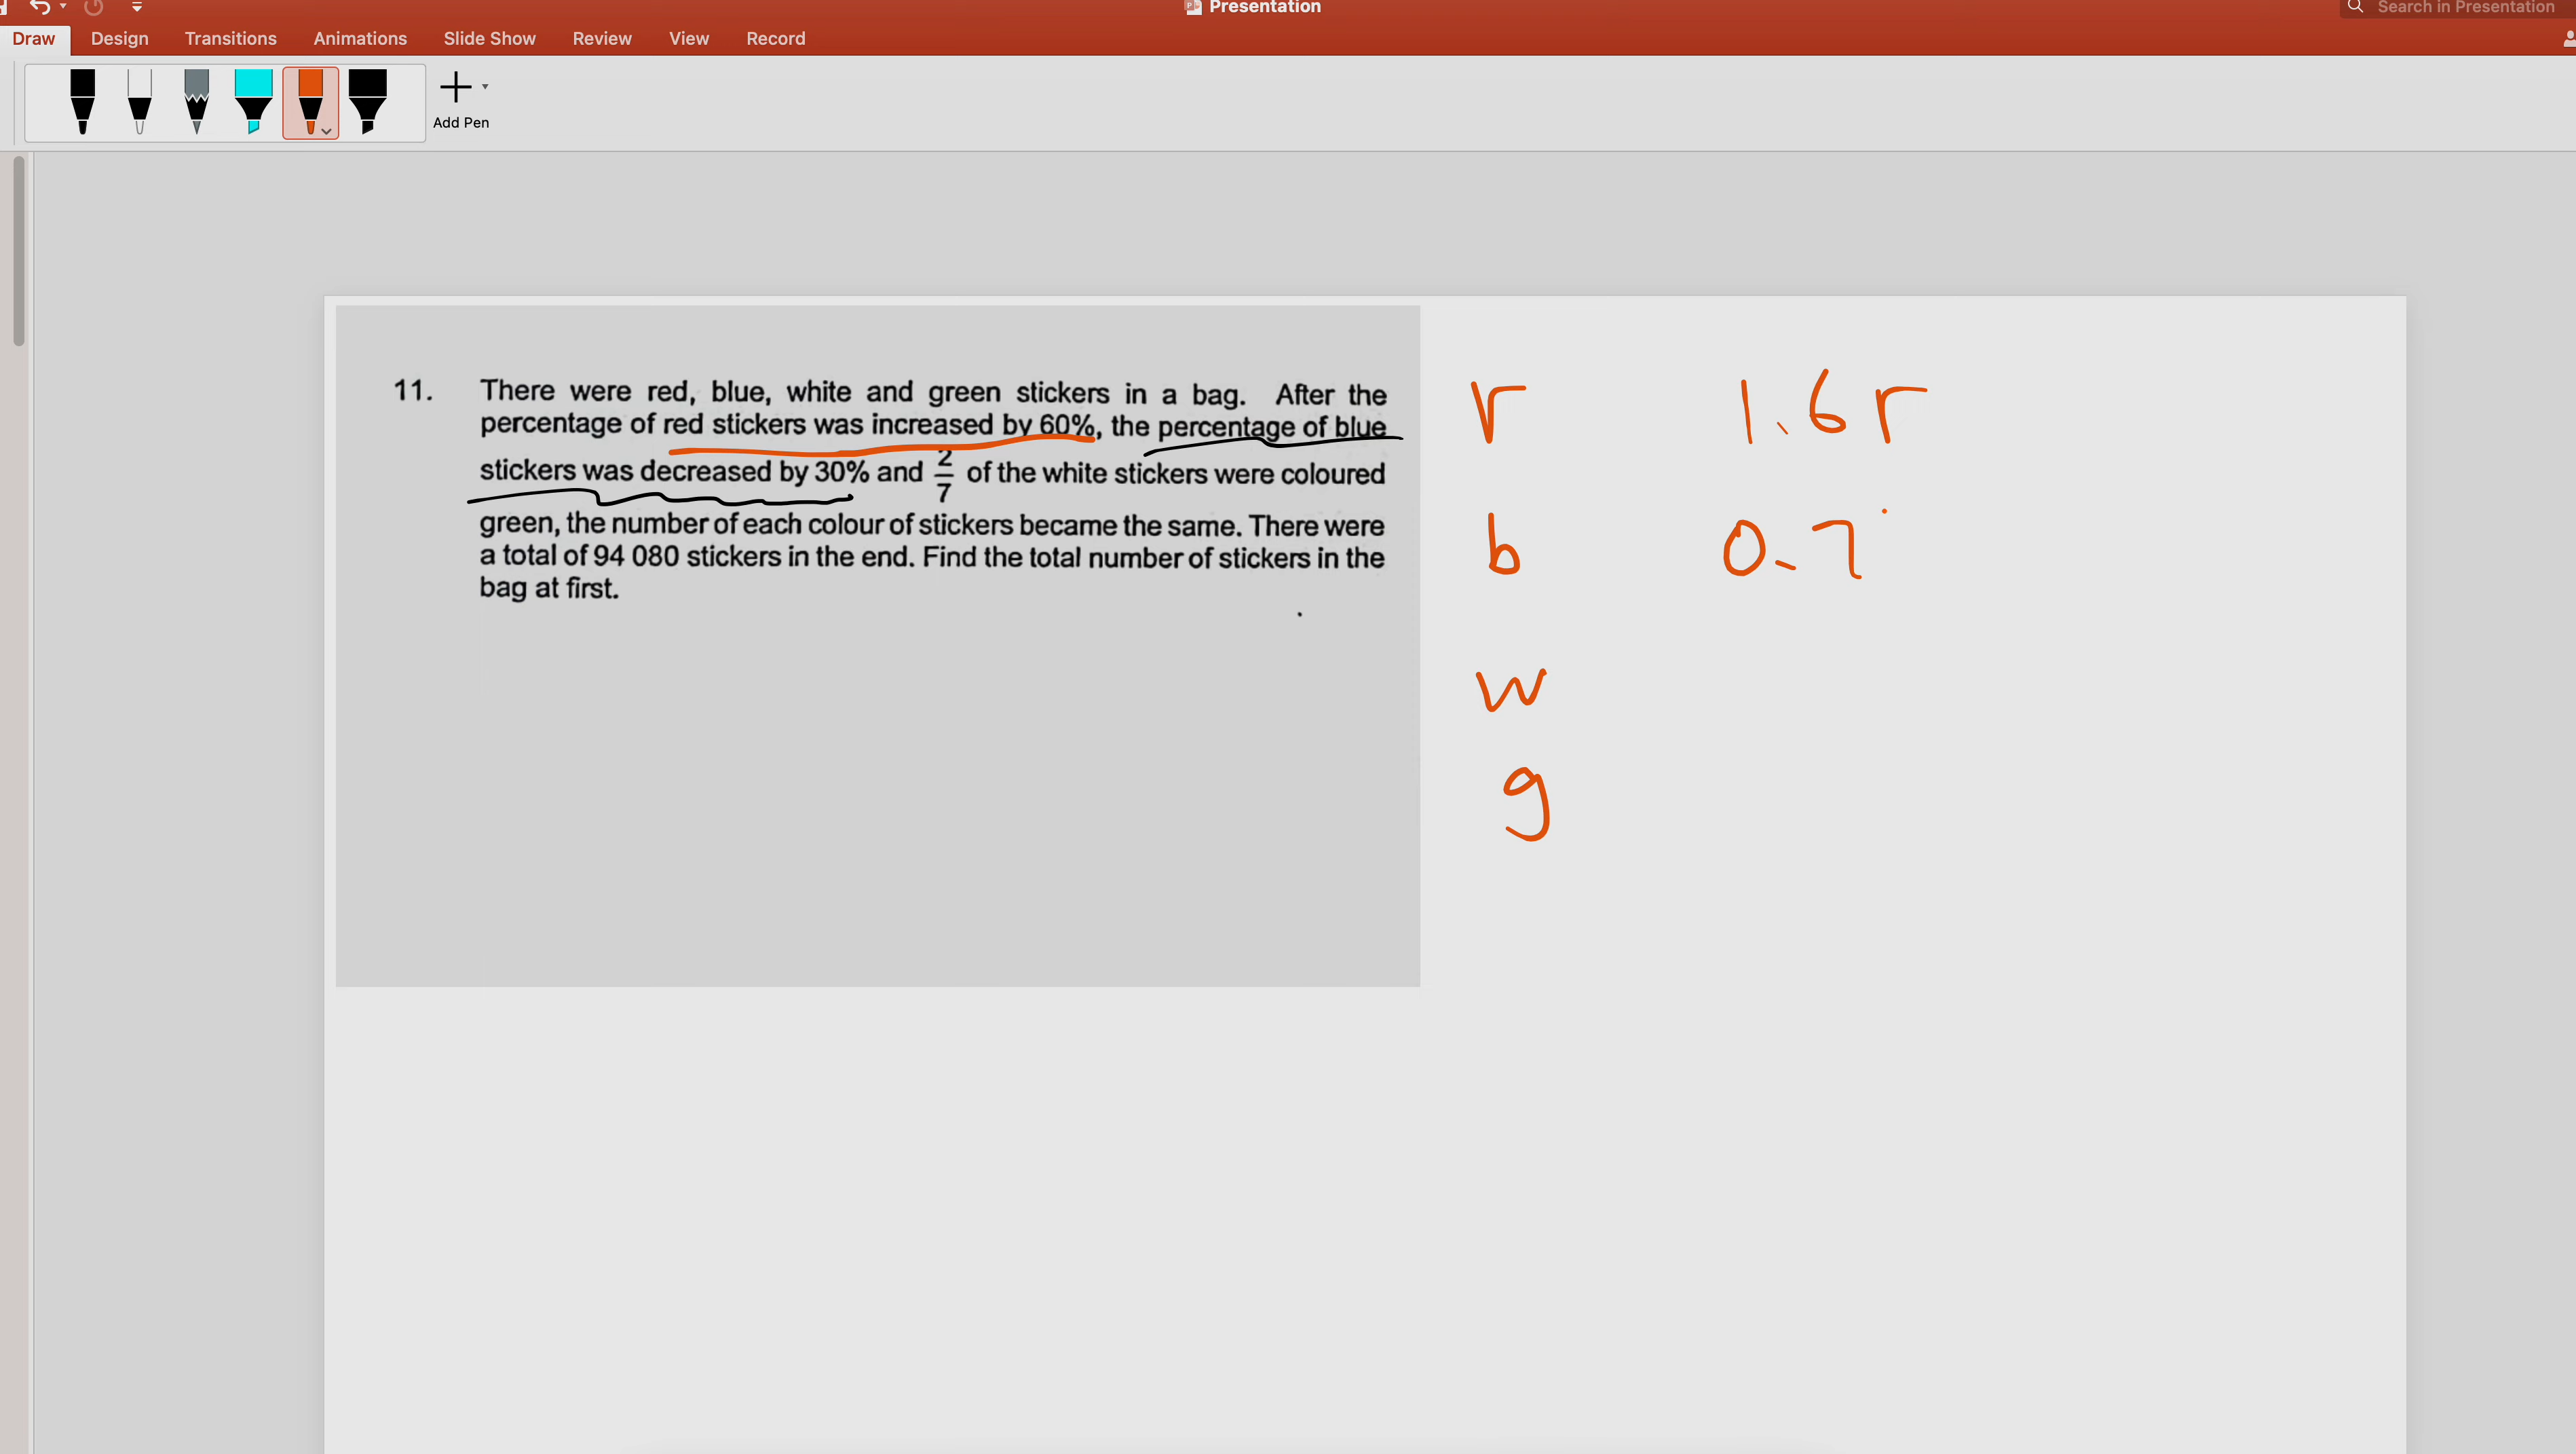 Presentation
Search in Presentation
Draw Design Transitions Animations Slide Show Review View Record
Add Pen
11. There were red, blue, white and green stickers in a bag. After the
percentage of red stickers was increased by 60%, the percentage of blue
stickers was decreased by 30% and 2/7 of the white stickers were coloured
green, the number of each colour of stickers became the same. There were
a total of 94 080 stickers in the end. Find the total number of stickers in the
bag at first.
r 1.6r
b 0.7
w
g